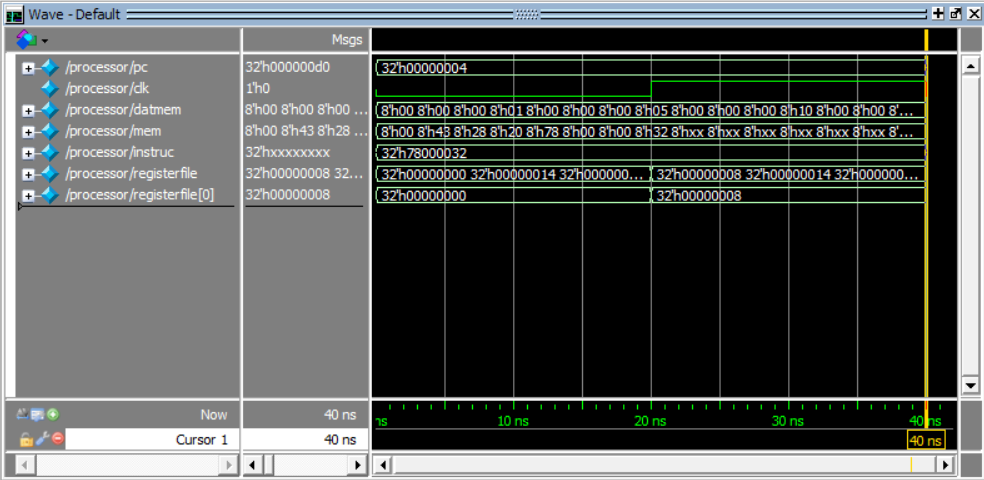 Wave - Default
Msgs
/processor/pc 32'h000000d0 32'h00000004
/processor/clk 1'h0
/processor/datmem 8'h00 8'h00 8'h00 ... 8'h00 8'h00 8'h00 8'h01 8'h00 8'h00 8'h00 8'h05 8'h00 8'h00 8'h00 8'h10 8'h00 8'h00 8'...
/processor/mem 8'h00 8'h43 8'h28 ... 8'h00 8'h43 8'h28 8'h20 8'h78 8'h00 8'h00 8'h32 8'hxx 8'hxx 8'hxx 8'hxx 8'hxx 8'hxx 8'...
/processor/instruc 32'hxxxxxxxx 32'h78000032
/processor/registerfile 32'h00000008 32... 32'h00000000 32'h00000014 32'h000000... 32'h00000008 32'h00000014 32'h000000...
/processor/registerfile[0] 32'h00000008 32'h00000000 32'h00000008
Now 40 ns ns 10 ns 20 ns 30 ns 40 ns
Cursor 1 40 ns 40 ns